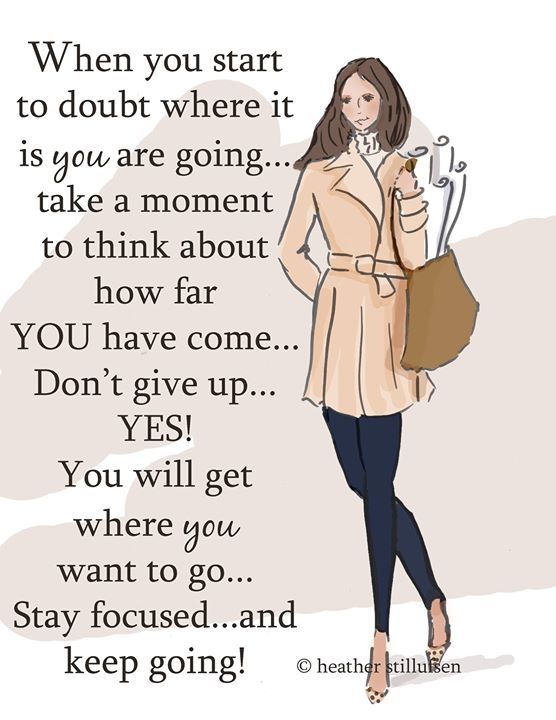 When you start
to doubt where it
is you are going...
take a moment
to think about
how far
YOU have come...
Don't give up...
YES!
You will get
where you
want to go...
Stay focused...and
keep going!
© heather stillufsen